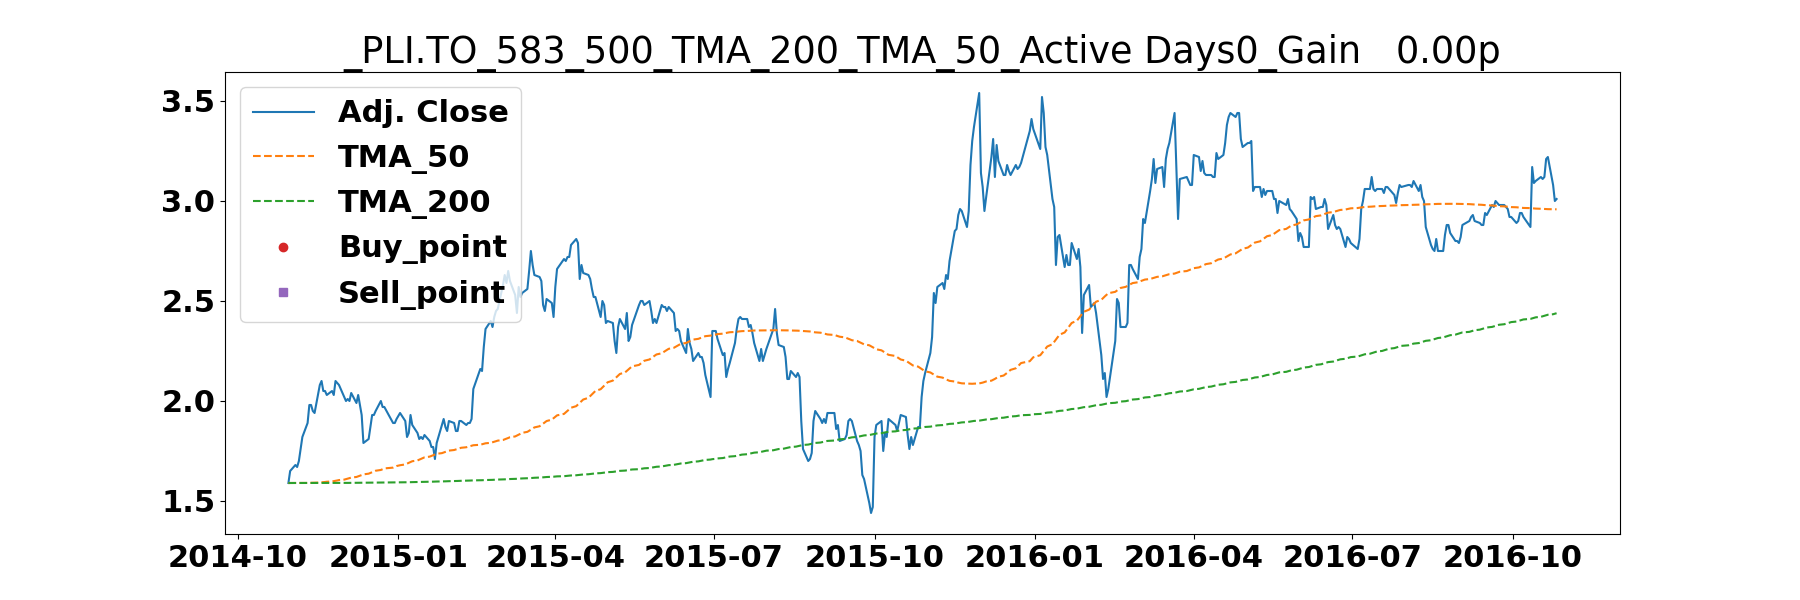 _PLI.TO_583_500_TMA_200_TMA_50_Active Days0_Gain   0.00p
Adj. Close
TMA_50
TMA_200
Buy_point
Sell_point
3.5
3.0
2.5
2.0
1.5
2014-10 2015-01 2015-04 2015-07 2015-10 2016-01 2016-04 2016-07 2016-10